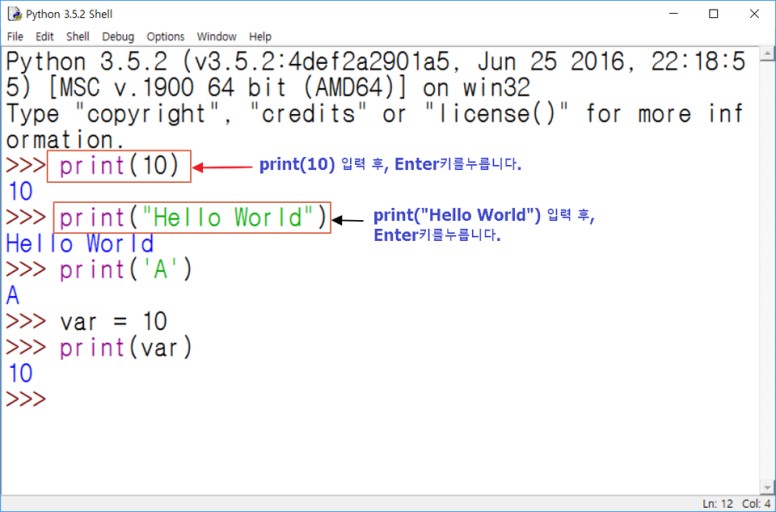 Python 3.5.2 Shell
File Edit Shell Debug Options Window Help
Python 3.5.2 (v3.5.2:4def2a2901a5, Jun 25 2016, 22:18:5
5) [MSC v.1900 64 bit (AMD64)] on win32
Type "copyright", "credits" or "license()" for more inf
ormation.
>>> print(10)
print(10) 입력 후, Enter키를누릅니다.
10
>>> print("Hello World")
print("Hello World") 입력 후,
Enter키를누릅니다.
Hello World
>>> print('A')
A
>>> var = 10
>>> print(var)
10
>>>
Ln: 12 Col: 4